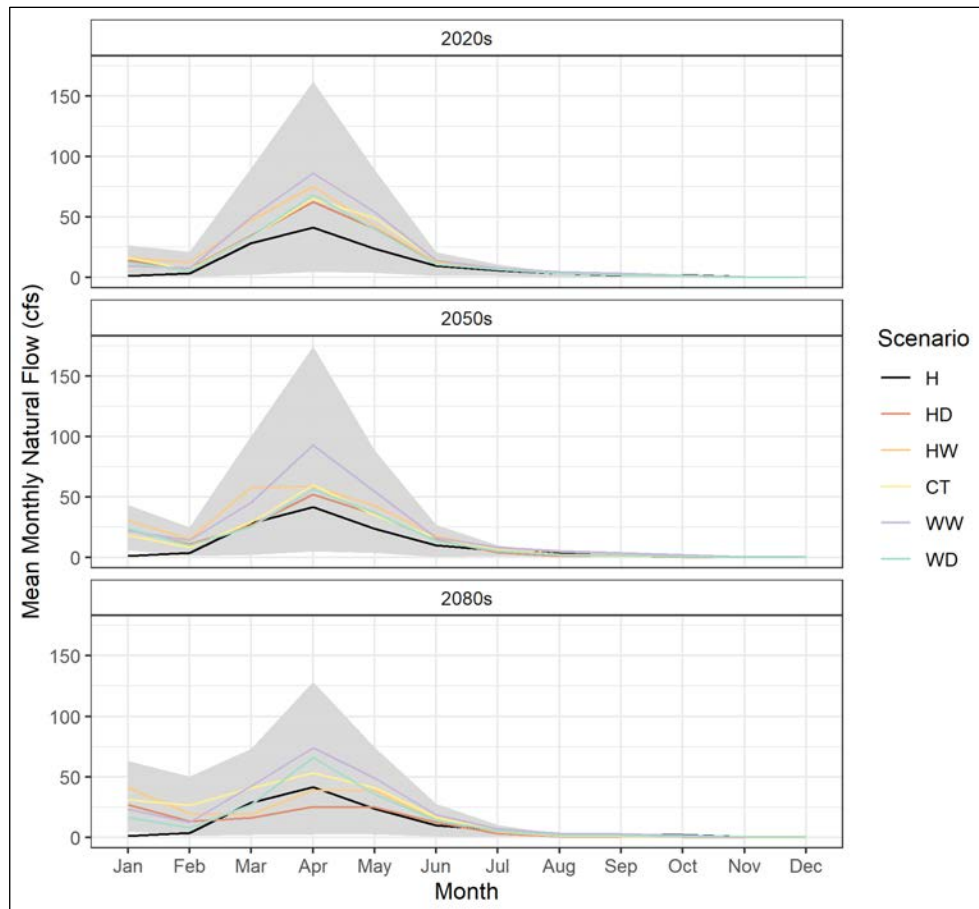 2020s
150
100
50
0
2050s
150
100
50
0
2080s
150
100
50
0
Jan Feb Mar Apr May Jun Jul Aug Sep Oct Nov Dec
Month
Mean Monthly Natural Flow (cfs)
Scenario
H
HD
HW
CT
WW
WD